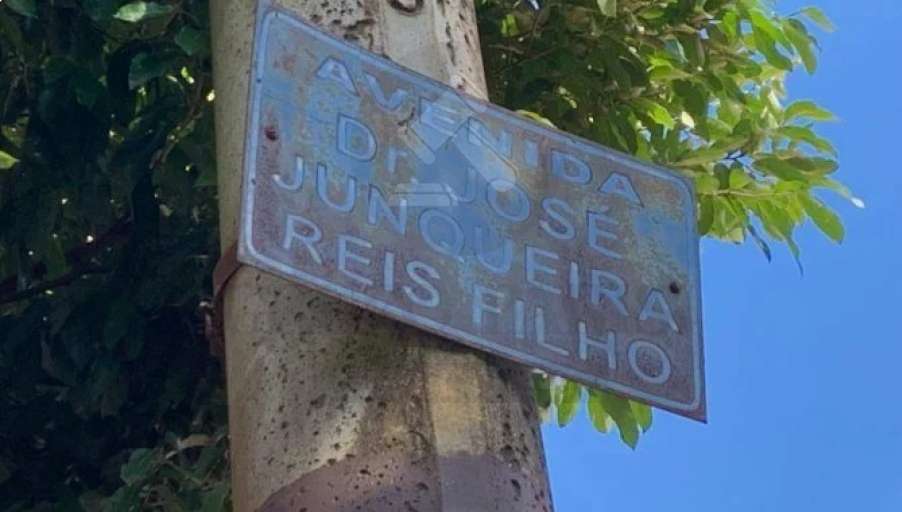 AVENIDA
Dr. JOSÉ
JUNQUEIRA
REIS FILHO